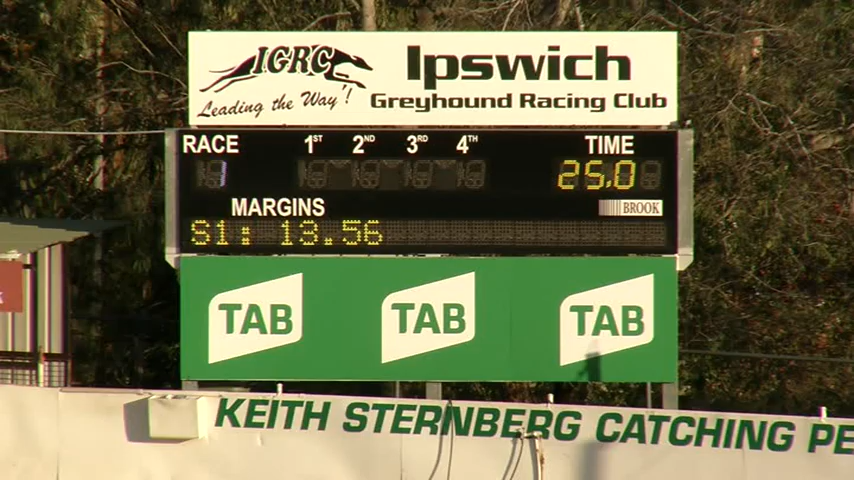 IGRC
Leading the Way'!
Ipswich
Greyhound Racing Club
RACE 1ST 2ND 3RD 4TH TIME
1 25.0
MARGINS BROOK
S1: 13.56
TAB TAB TAB
KEITH STERNBERG CATCHING PE